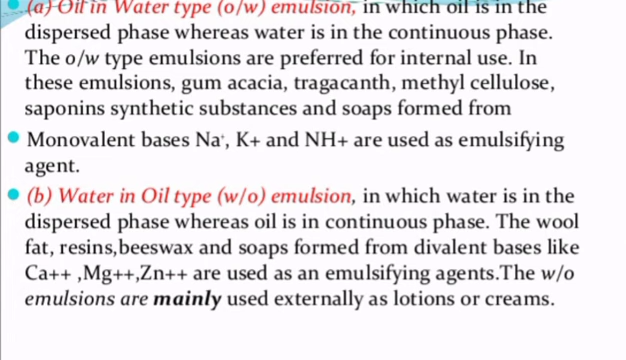 (a) Oil in Water type (o/w) emulsion, in which oil is in the
dispersed phase whereas water is in the continuous phase.
The o/w type emulsions are preferred for internal use. In
these emulsions, gum acacia, tragacanth, methyl cellulose,
saponins synthetic substances and soaps formed from
Monovalent bases Na⁺, K+ and NH+ are used as emulsifying
agent.
(b) Water in Oil type (w/o) emulsion, in which water is in the
dispersed phase whereas oil is in continuous phase. The wool
fat, resins,beeswax and soaps formed from divalent bases like
Ca++ ,Mg++,Zn++ are used as an emulsifying agents.The w/o
emulsions are mainly used externally as lotions or creams.